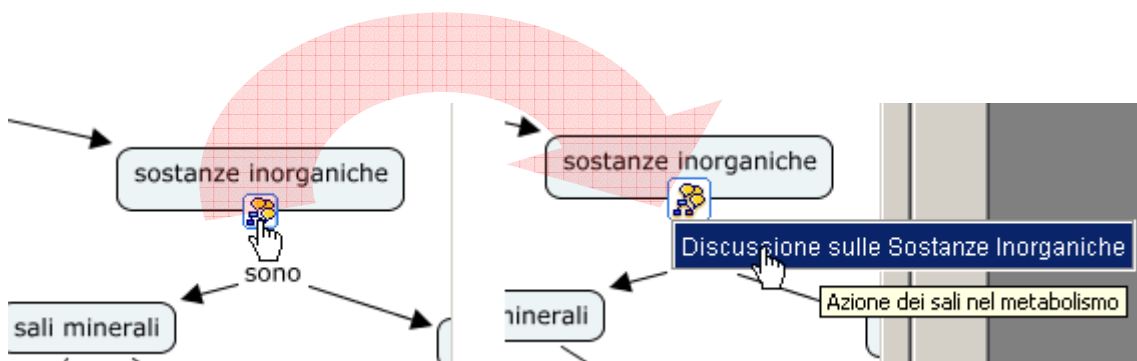 sostanze inorganiche
sono
sali minerali
sostanze inorganiche
Discussione sulle Sostanze Inorganiche
Azione dei sali nel metabolismo
minerali